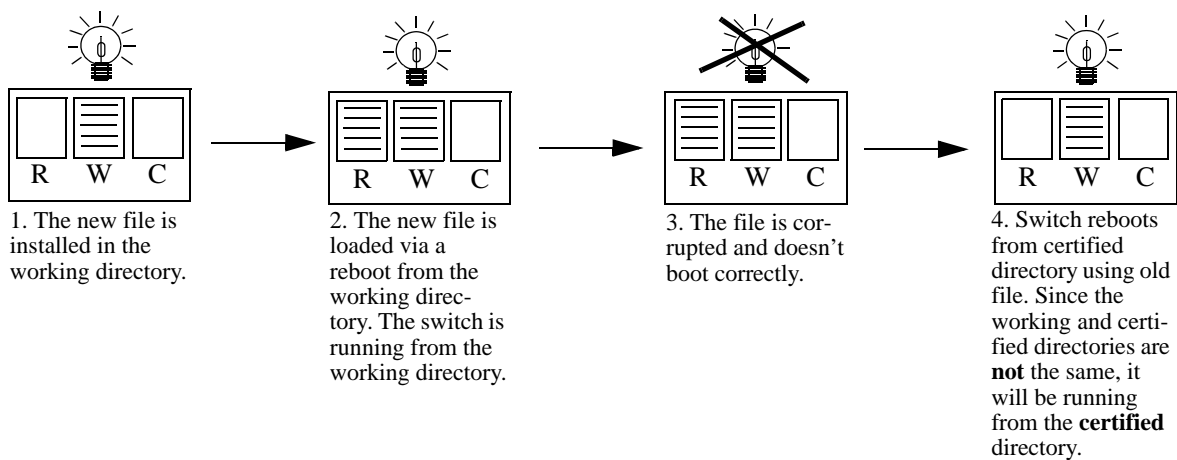 R W C
1. The new file is
installed in the
working directory.
R W C
2. The new file is
loaded via a
reboot from the
working direc-
tory. The switch is
running from the
working directory.
R W C
3. The file is cor-
rupted and doesn’t
boot correctly.
R W C
4. Switch reboots
from certified
directory using old
file. Since the
working and certi-
fied directories are
not the same, it
will be running
from the certified
directory.